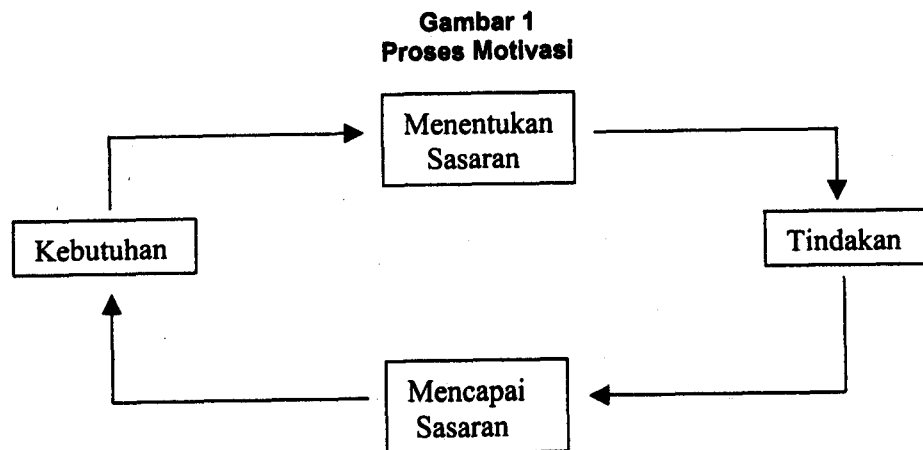 Gambar 1
Proses Motivasi
Menentukan
Sasaran
Kebutuhan
Tindakan
Mencapai
Sasaran